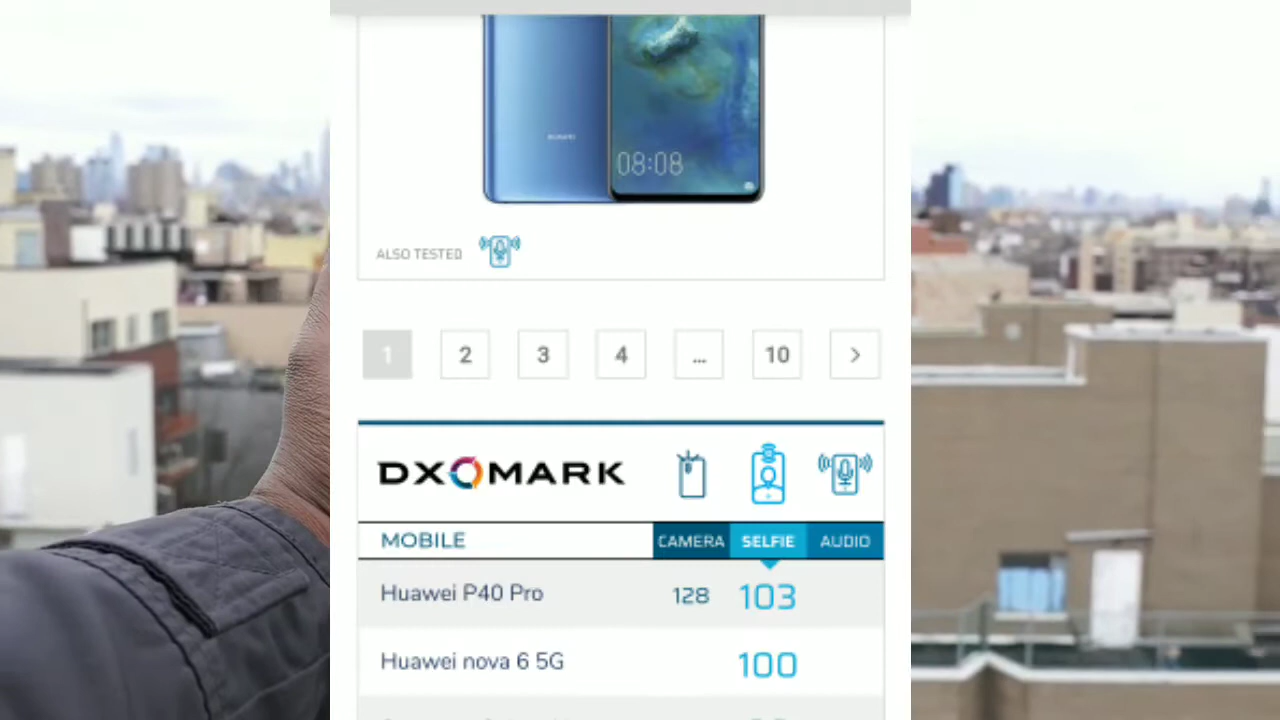 HUAWEI
08:08
ALSO TESTED
1 2 3 4 ... 10 >
DXOMARK
MOBILE CAMERA SELFIE AUDIO
Huawei P40 Pro 128 103
Huawei nova 6 5G 100